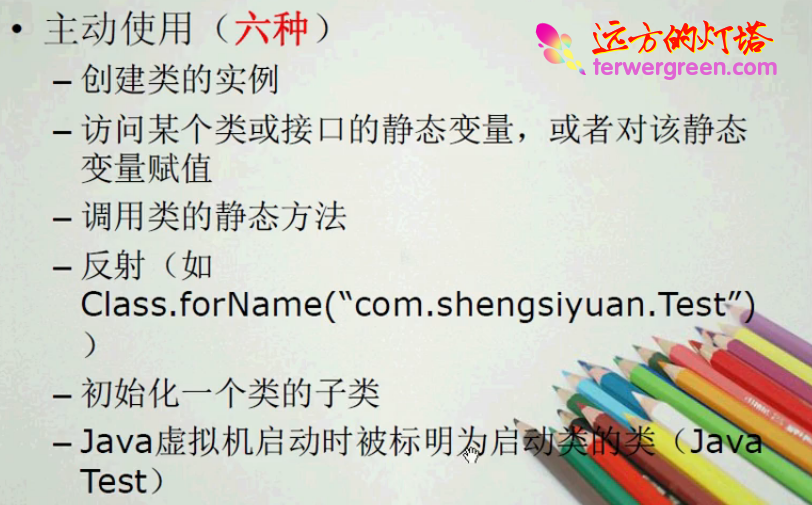 • 主动使用（六种）
远方的灯塔
terwergreen.com
– 创建类的实例
– 访问某个类或接口的静态变量，或者对该静态
变量赋值
– 调用类的静态方法
– 反射（如
Class.forName(“com.shengsiyuan.Test”)
）
– 初始化一个类的子类
– Java虚拟机启动时被标明为启动类的类（Java
Test）